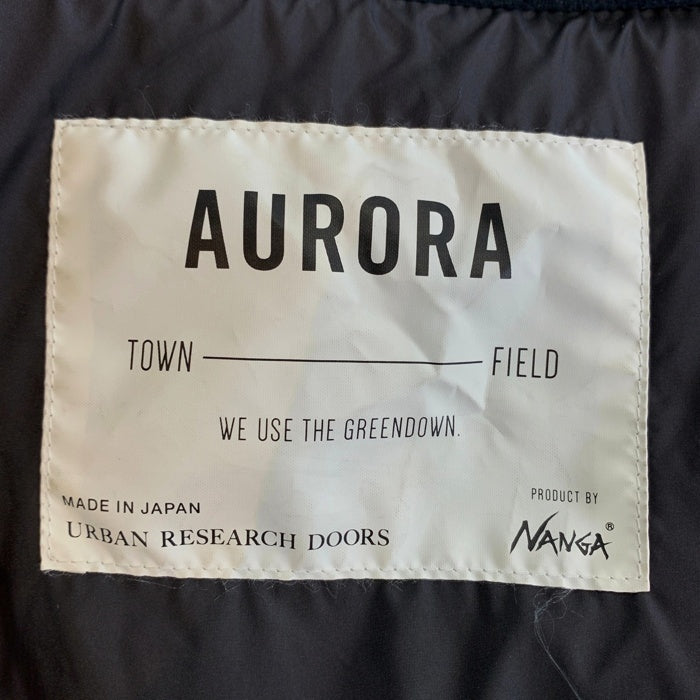 AURORA
TOWN FIELD
WE USE THE GREENDOWN.
MADE IN JAPAN
URBAN RESEARCH DOORS
PRODUCT BY
NANGA®